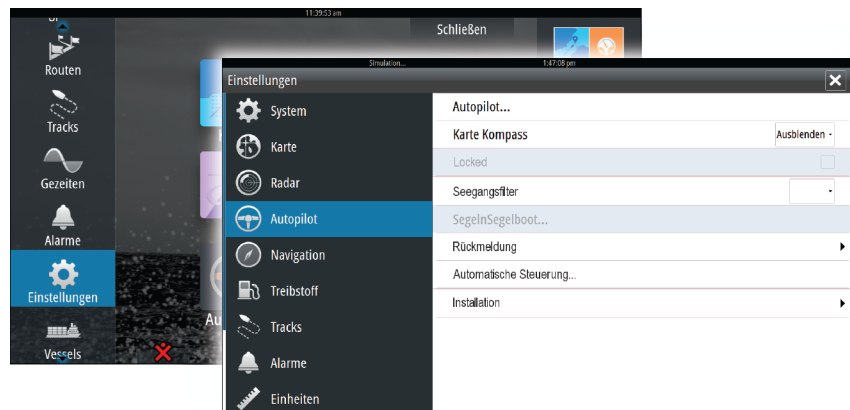 11:39:53 am
Schließen
Routen
Tracks
Gezeiten
Alarme
Einstellungen
Vessels
Simulation...
1:47:08 pm
Einstellungen
System
Karte
Radar
Autopilot
Navigation
Treibstoff
Tracks
Alarme
Einheiten
Autopilot...
Karte Kompass
Ausblenden
Locked
Seegangsfilter
SegelnSegelboot...
Rückmeldung
Automatische Steuerung...
Installation
Au